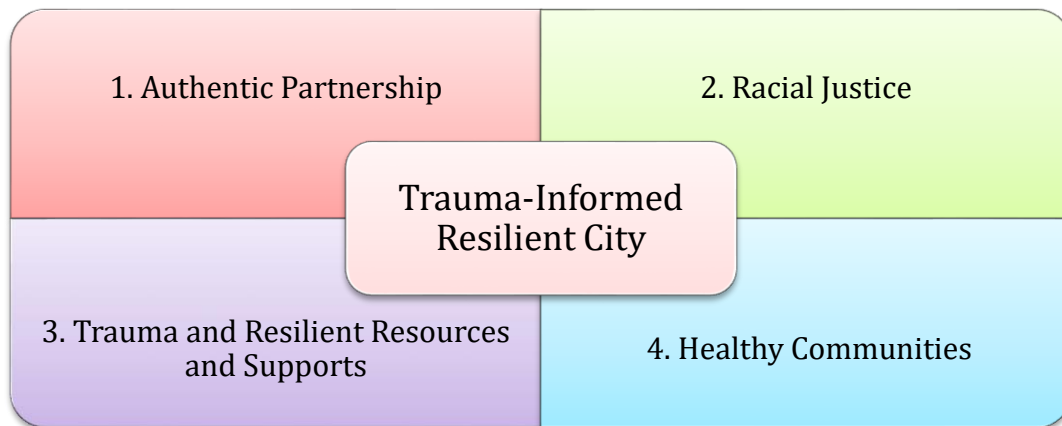 1. Authentic Partnership
2. Racial Justice
Trauma-Informed
Resilient City
3. Trauma and Resilient Resources
and Supports
4. Healthy Communities